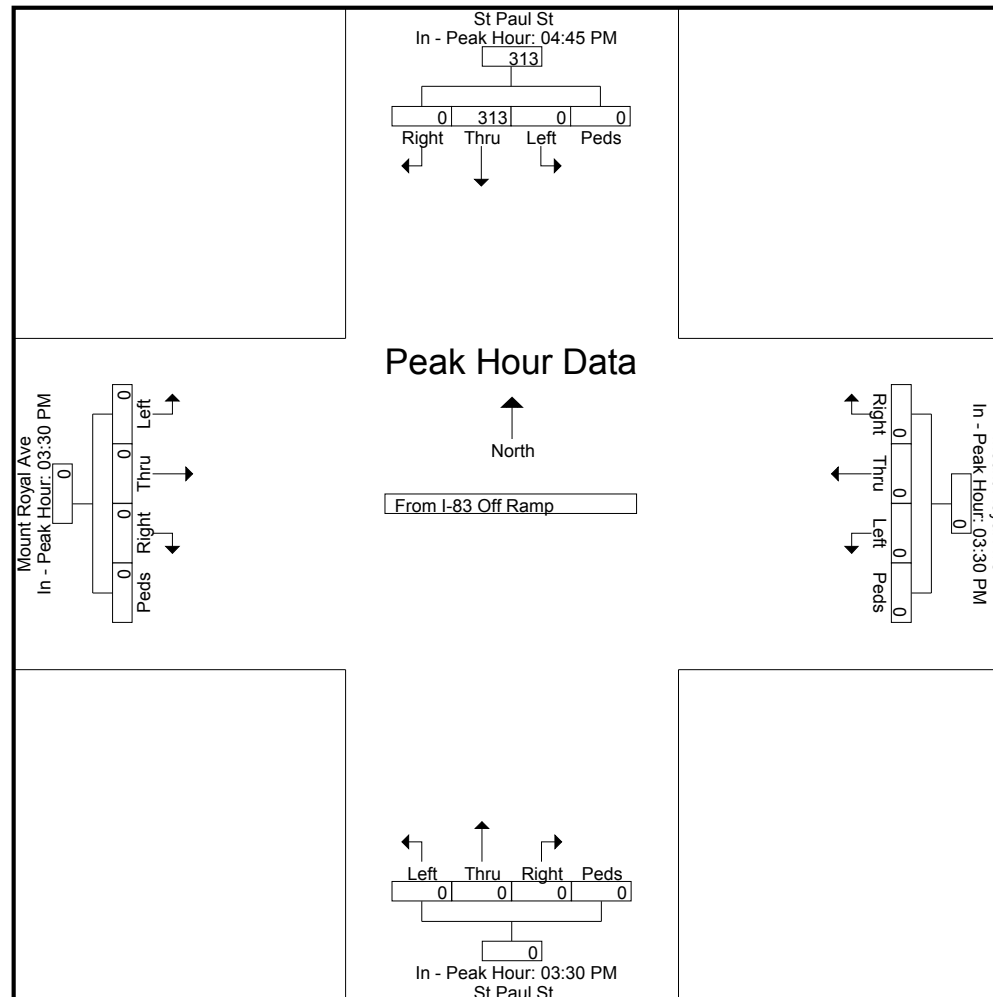 St Paul St
In - Peak Hour: 04:45 PM
313
0 313 0 0
Right Thru Left Peds
Peak Hour Data
North
From I-83 Off Ramp
Mount Royal Ave
In - Peak Hour: 03:30 PM
0
0 0 0 0
Left Thru Right Peds
Right Thru Left Peds
0 0 0 0
0
In - Peak Hour: 03:30 PM
Left Thru Right Peds
0 0 0 0
0
In - Peak Hour: 03:30 PM
St Paul St